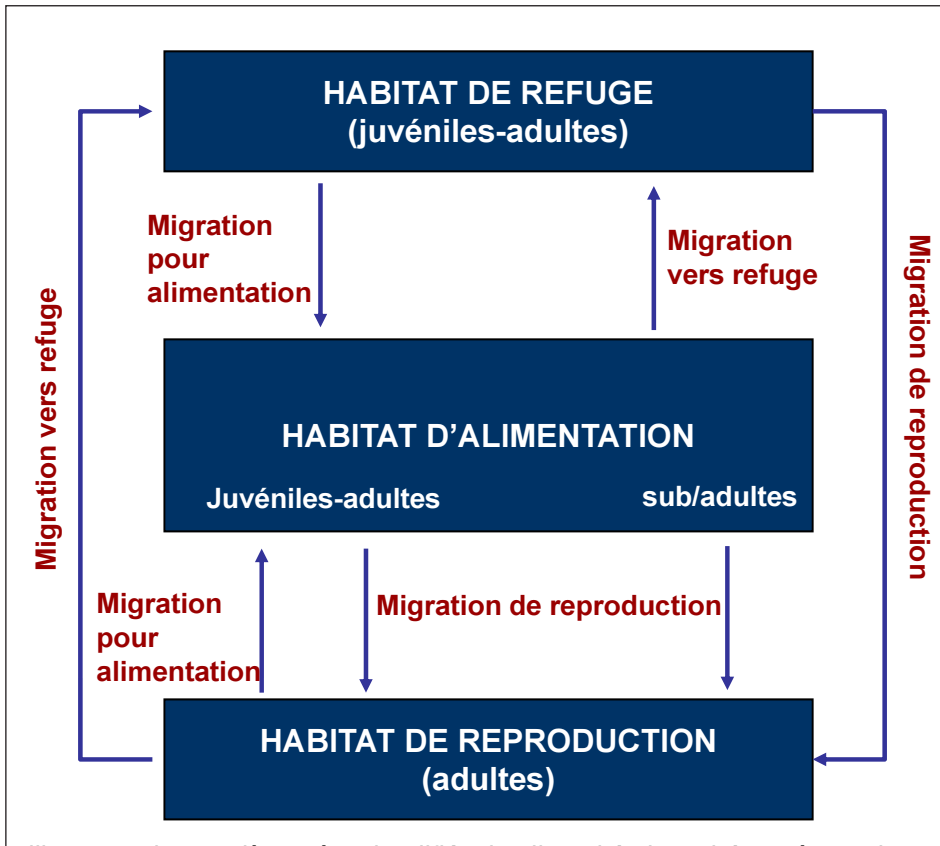 HABITAT DE REFUGE
(juvéniles-adultes)
Migration
pour
alimentation
Migration
vers refuge
Migration vers refuge
Migration de reproduction
HABITAT D'ALIMENTATION
Juvéniles-adultes
sub/adultes
Migration
pour
alimentation
Migration de reproduction
HABITAT DE REPRODUCTION
(adultes)